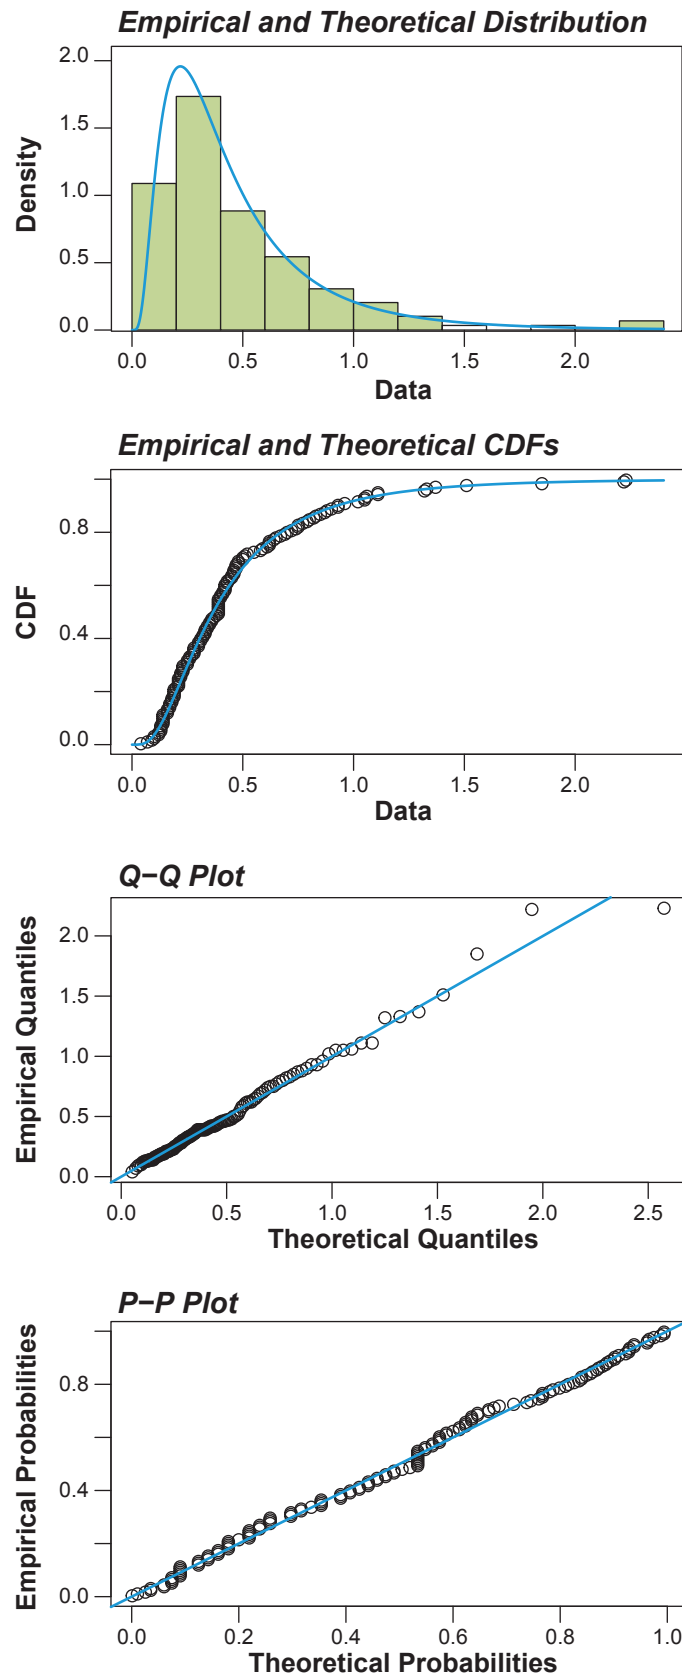 Empirical and Theoretical Distribution
2.0
1.5
1.0
0.5
0.0
Density
0.0 0.5 1.0 1.5 2.0
Data
Empirical and Theoretical CDFs
0.8
0.4
0.0
CDF
0.0 0.5 1.0 1.5 2.0
Data
Q−Q Plot
2.0
1.5
1.0
0.5
0.0
Empirical Quantiles
0.0 0.5 1.0 1.5 2.0 2.5
Theoretical Quantiles
P−P Plot
0.8
0.4
0.0
Empirical Probabilities
0.0 0.2 0.4 0.6 0.8 1.0
Theoretical Probabilities